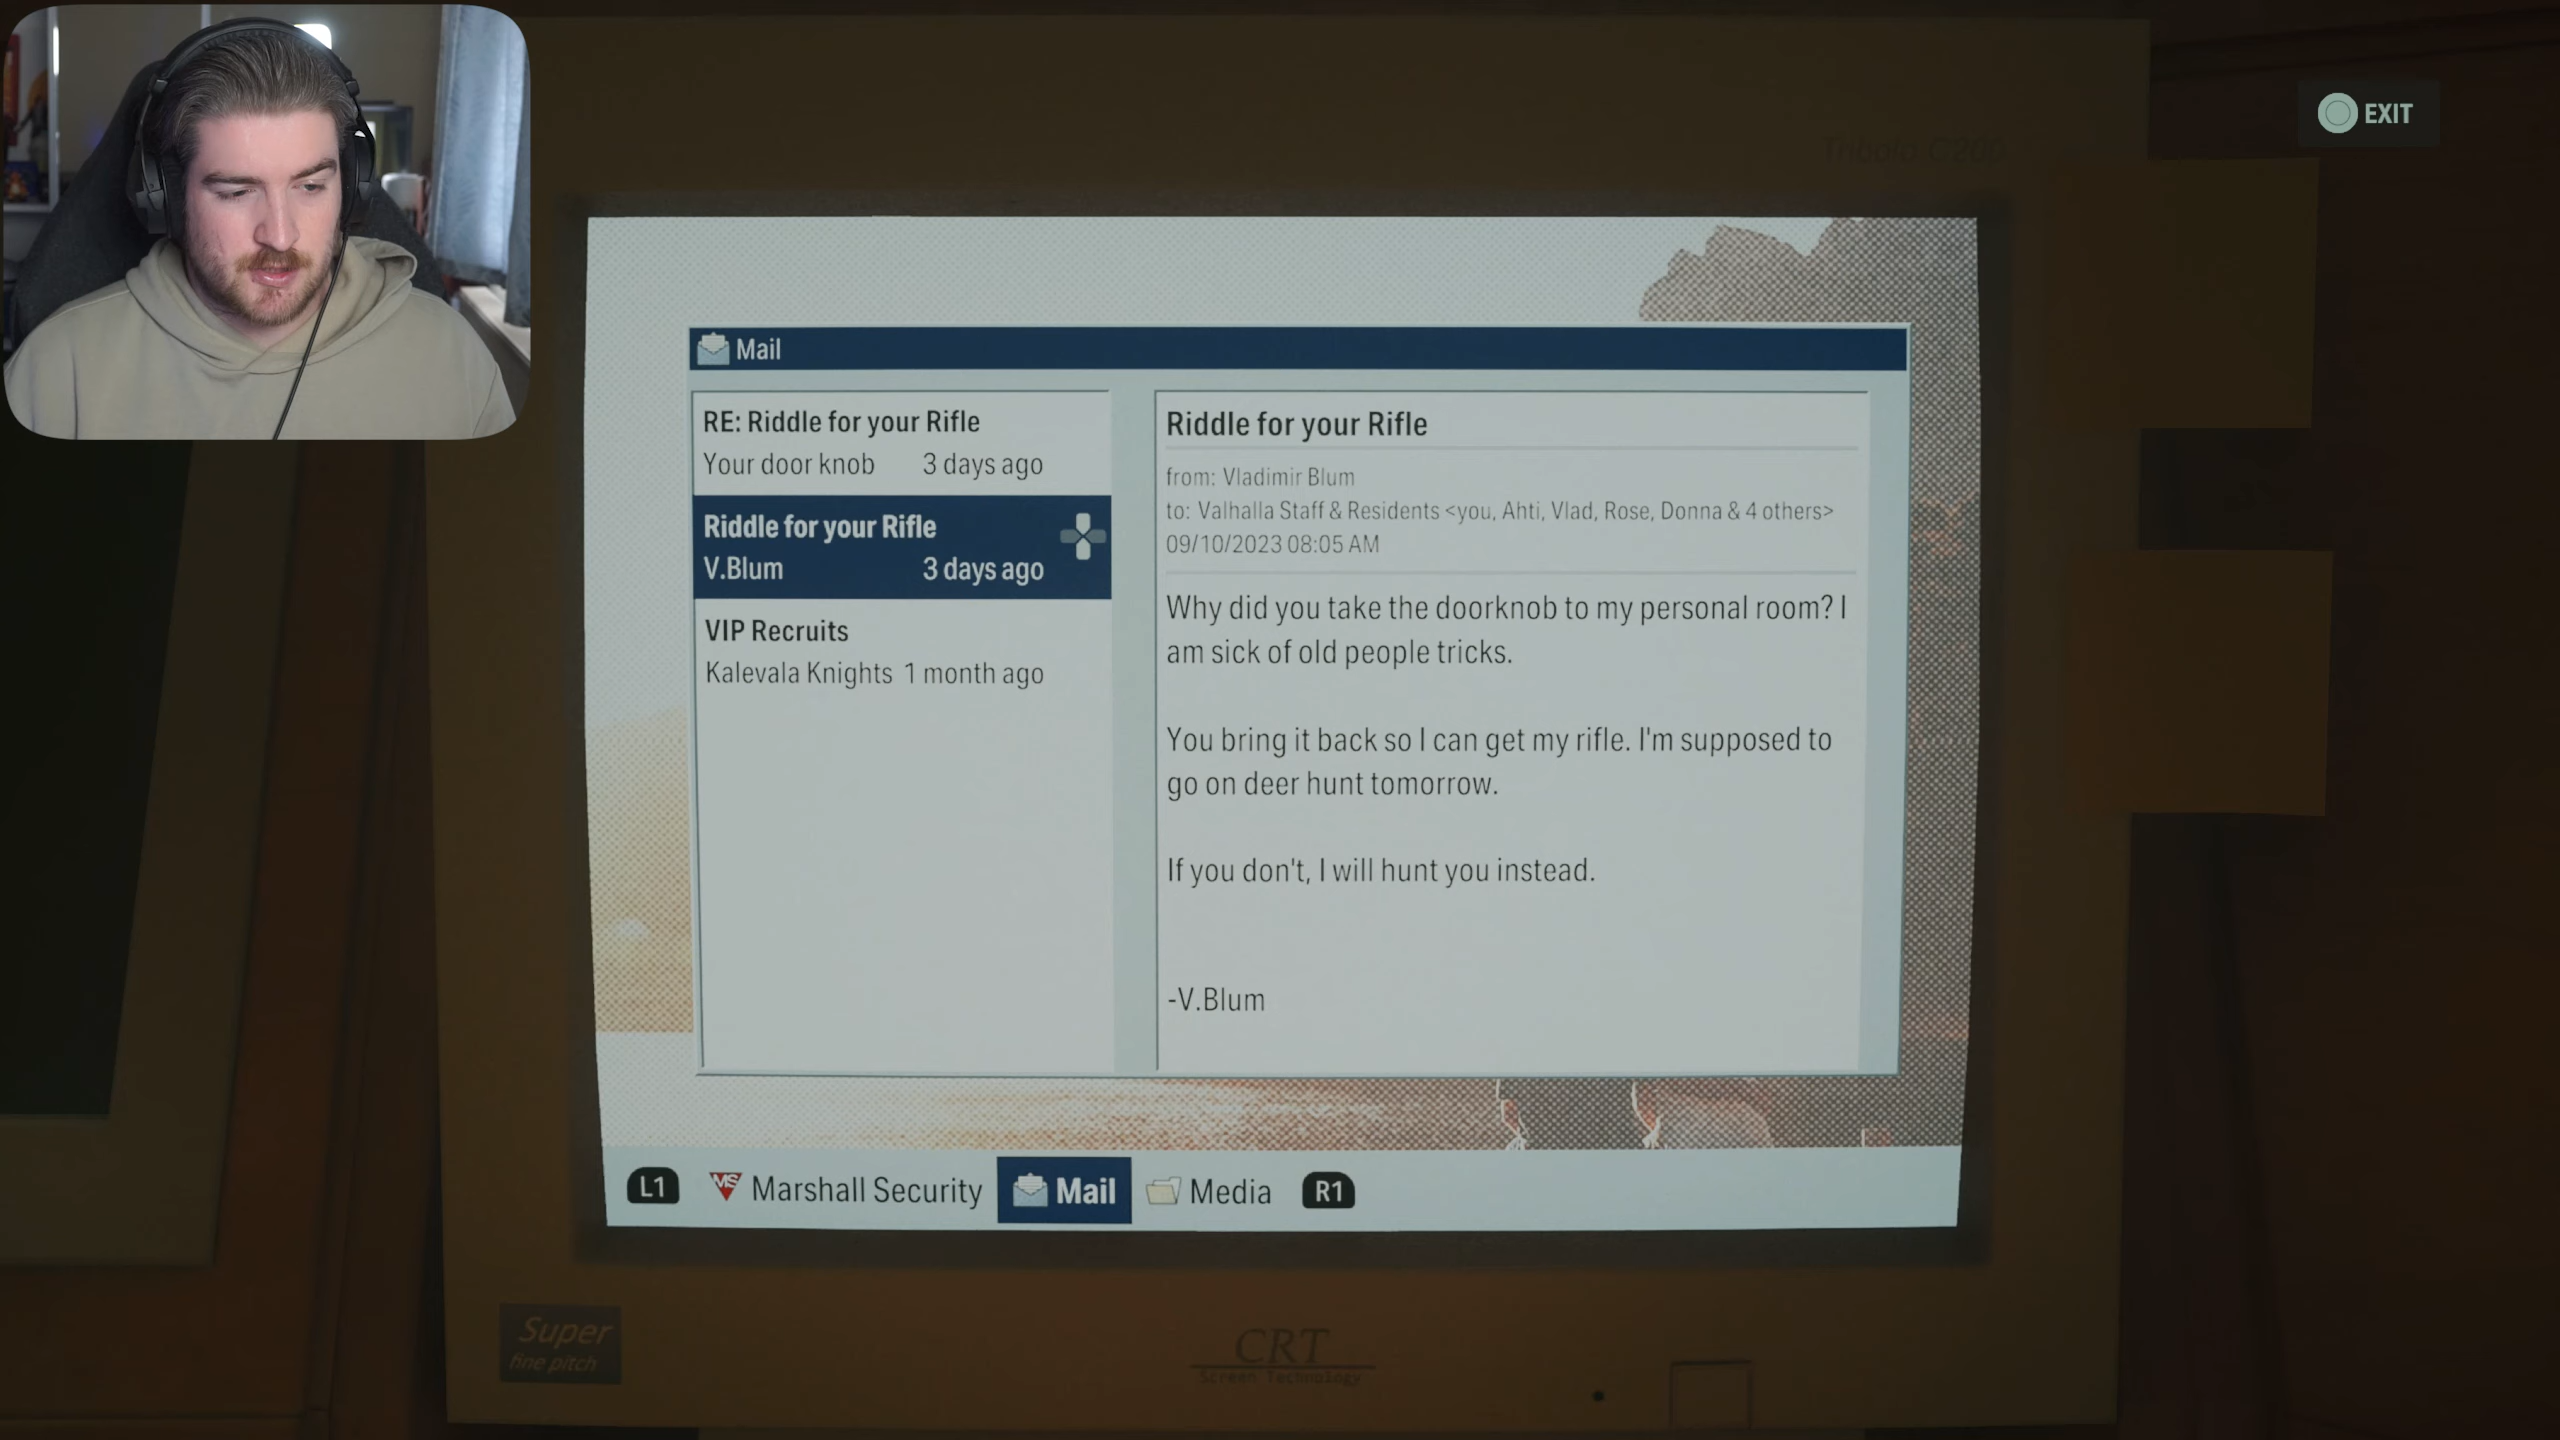 EXIT
Tribolo C200
Mail
RE: Riddle for your Rifle
Your door knob 3 days ago
Riddle for your Rifle
V.Blum 3 days ago
VIP Recruits
Kalevala Knights 1 month ago
Riddle for your Rifle
from: Vladimir Blum
to: Valhalla Staff & Residents <you, Ahti, Vlad, Rose, Donna & 4 others>
09/10/2023 08:05 AM
Why did you take the doorknob to my personal room? I
am sick of old people tricks.
You bring it back so I can get my rifle. I'm supposed to
go on deer hunt tomorrow.
If you don't, I will hunt you instead.
-V.Blum
L1 MS Marshall Security Mail Media R1
Super
fine pitch
CRT
Screen Technology